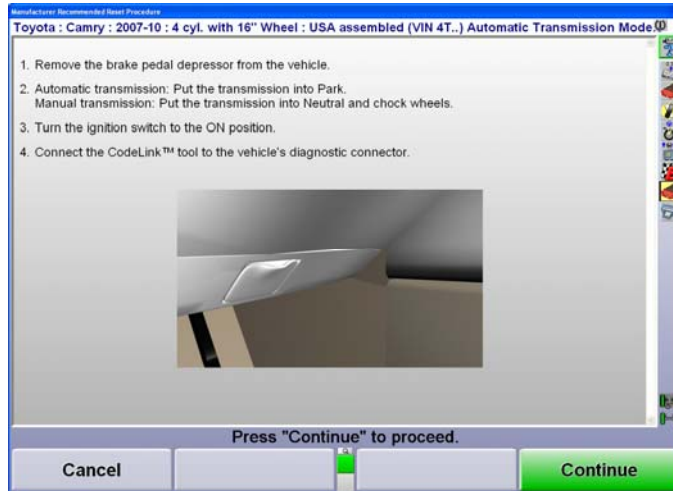 Manufacturer Recommended Reset Procedure
Toyota : Camry : 2007-10 : 4 cyl. with 16" Wheel : USA assembled (VIN 4T..) Automatic Transmission Mode
1. Remove the brake pedal depressor from the vehicle.
2. Automatic transmission: Put the transmission into Park.
Manual transmission: Put the transmission into Neutral and chock wheels.
3. Turn the ignition switch to the ON position.
4. Connect the CodeLink™ tool to the vehicle's diagnostic connector.
Press "Continue" to proceed.
Cancel
Continue